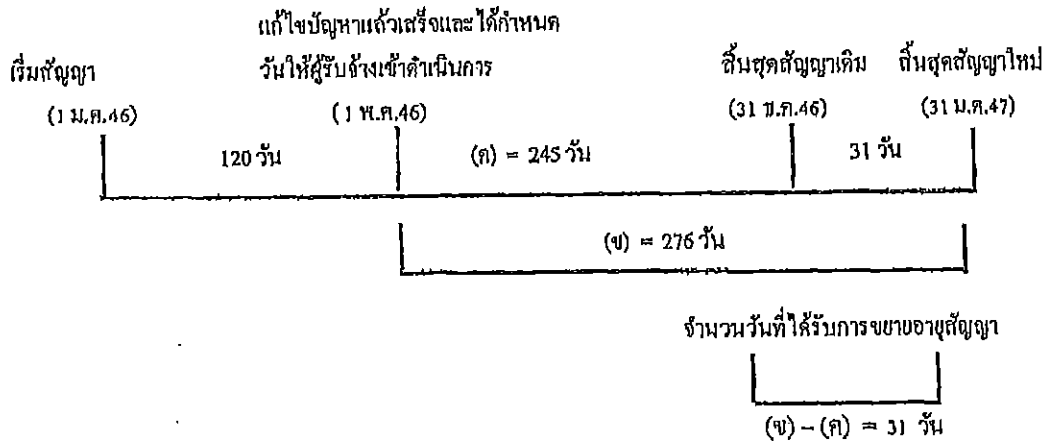 แก้ไขปัญหาแล้วเสร็จและได้กำหนด
วันให้ผู้รับจ้างเข้าดำเนินการ
เริ่มสัญญา
สิ้นสุดสัญญาเดิม
สิ้นสุดสัญญาใหม่
(1 ม.ค.46)
(1 พ.ค.46)
(31 ธ.ค.46)
(31 ม.ค.47)
120 วัน
(ค) = 245 วัน
31 วัน
(ข) = 276 วัน
จำนวนวันที่ได้รับการขยายอายุสัญญา
(ข) – (ค) = 31 วัน